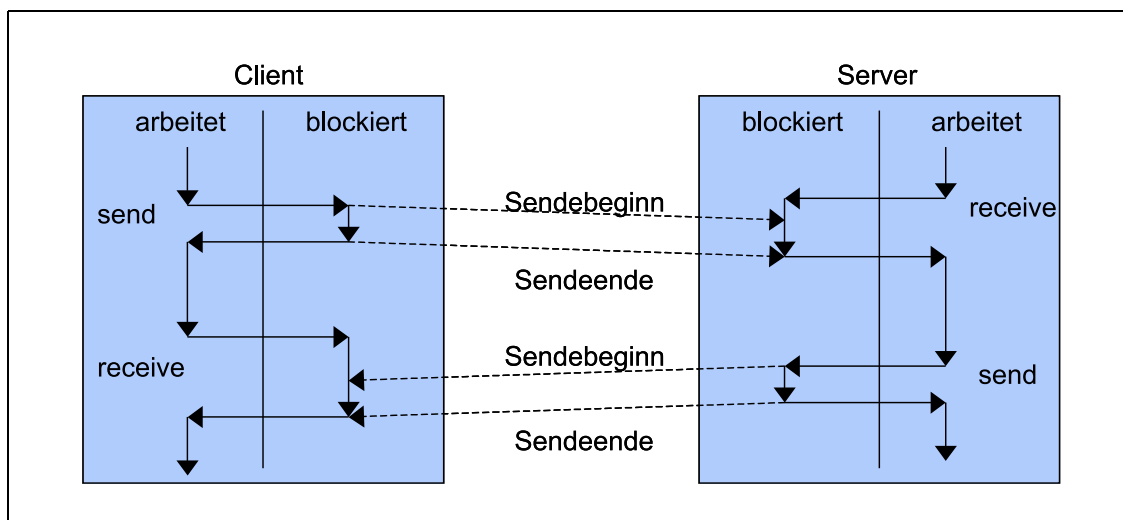 Client
Server
arbeitet
blockiert
blockiert
arbeitet
send
Sendebeginn
receive
Sendeende
receive
Sendebeginn
send
Sendeende